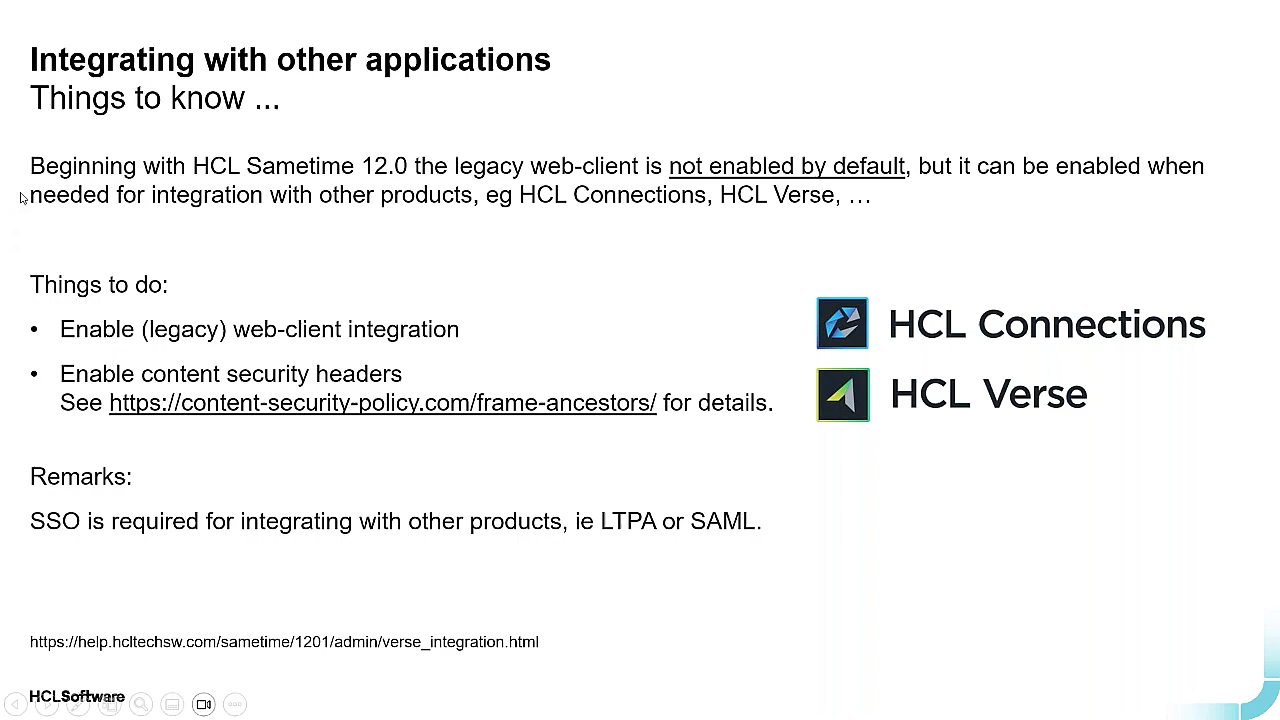 Integrating with other applications
Things to know ...
Beginning with HCL Sametime 12.0 the legacy web-client is not enabled by default, but it can be enabled when
needed for integration with other products, eg HCL Connections, HCL Verse, …
Things to do:
• Enable (legacy) web-client integration
• Enable content security headers
See https://content-security-policy.com/frame-ancestors/ for details.
HCL Connections
HCL Verse
Remarks:
SSO is required for integrating with other products, ie LTPA or SAML.
https://help.hcltechsw.com/sametime/1201/admin/verse_integration.html
HCLSoftware